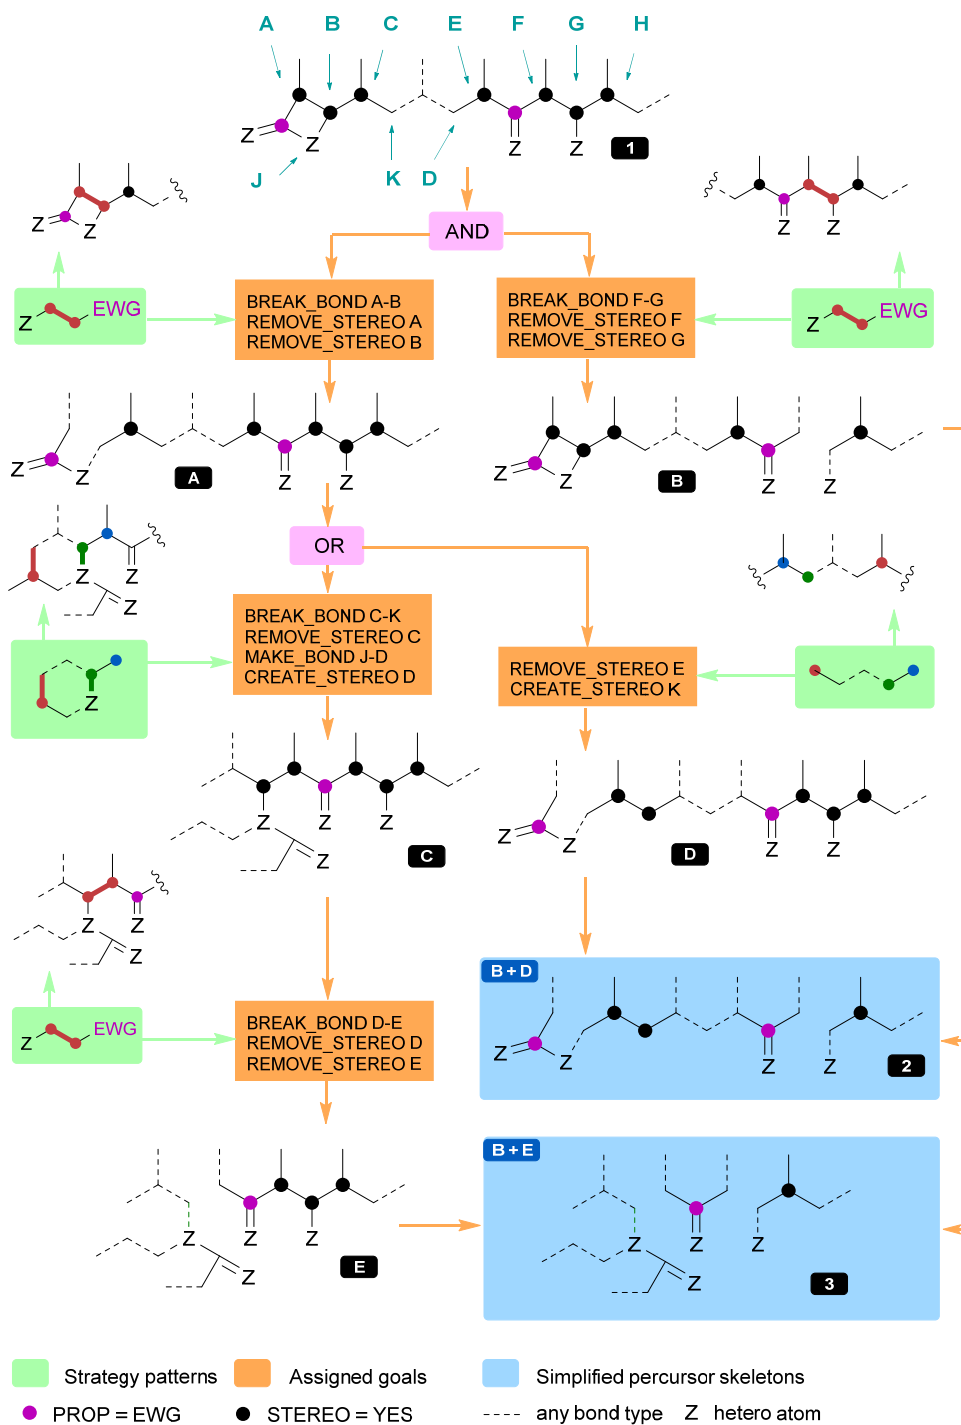 A B C E F G H
Z Z Z Z
J K D
1
AND
Z Z
Z Z
Z EWG
BREAK_BOND A-B
REMOVE_STEREO A
REMOVE_STEREO B
BREAK_BOND F-G
REMOVE_STEREO F
REMOVE_STEREO G
Z EWG
Z Z Z Z
A
Z Z Z Z
B
OR
Z Z
Z
Z
BREAK_BOND C-K
REMOVE_STEREO C
MAKE_BOND J-D
CREATE_STEREO D
REMOVE_STEREO E
CREATE_STEREO K
Z Z Z
Z
C
Z Z Z Z
D
Z Z
Z
Z EWG
BREAK_BOND D-E
REMOVE_STEREO D
REMOVE_STEREO E
B + D
Z Z Z Z
2
Z Z Z
Z
E
B + E
Z Z Z
Z
3
Strategy patterns
Assigned goals
Simplified percursor skeletons
PROP = EWG
STEREO = YES
any bond type
Z hetero atom